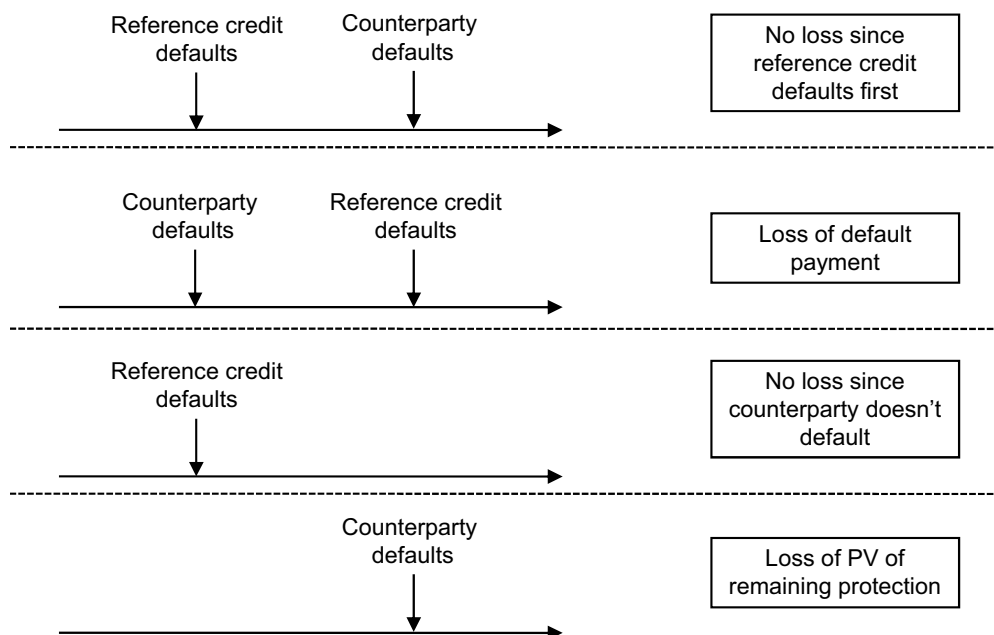 Reference credit
defaults
Counterparty
defaults
No loss since
reference credit
defaults first
Counterparty
defaults
Reference credit
defaults
Loss of default
payment
Reference credit
defaults
No loss since
counterparty doesn’t
default
Counterparty
defaults
Loss of PV of
remaining protection